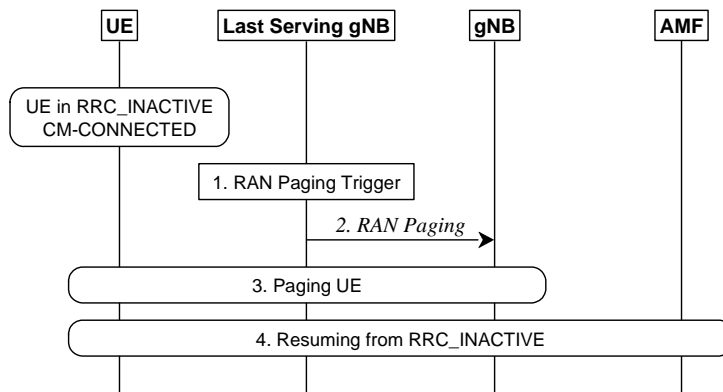 UE
Last Serving gNB
gNB
AMF
UE in RRC_INACTIVE
CM-CONNECTED
1. RAN Paging Trigger
2. RAN Paging
3. Paging UE
4. Resuming from RRC_INACTIVE